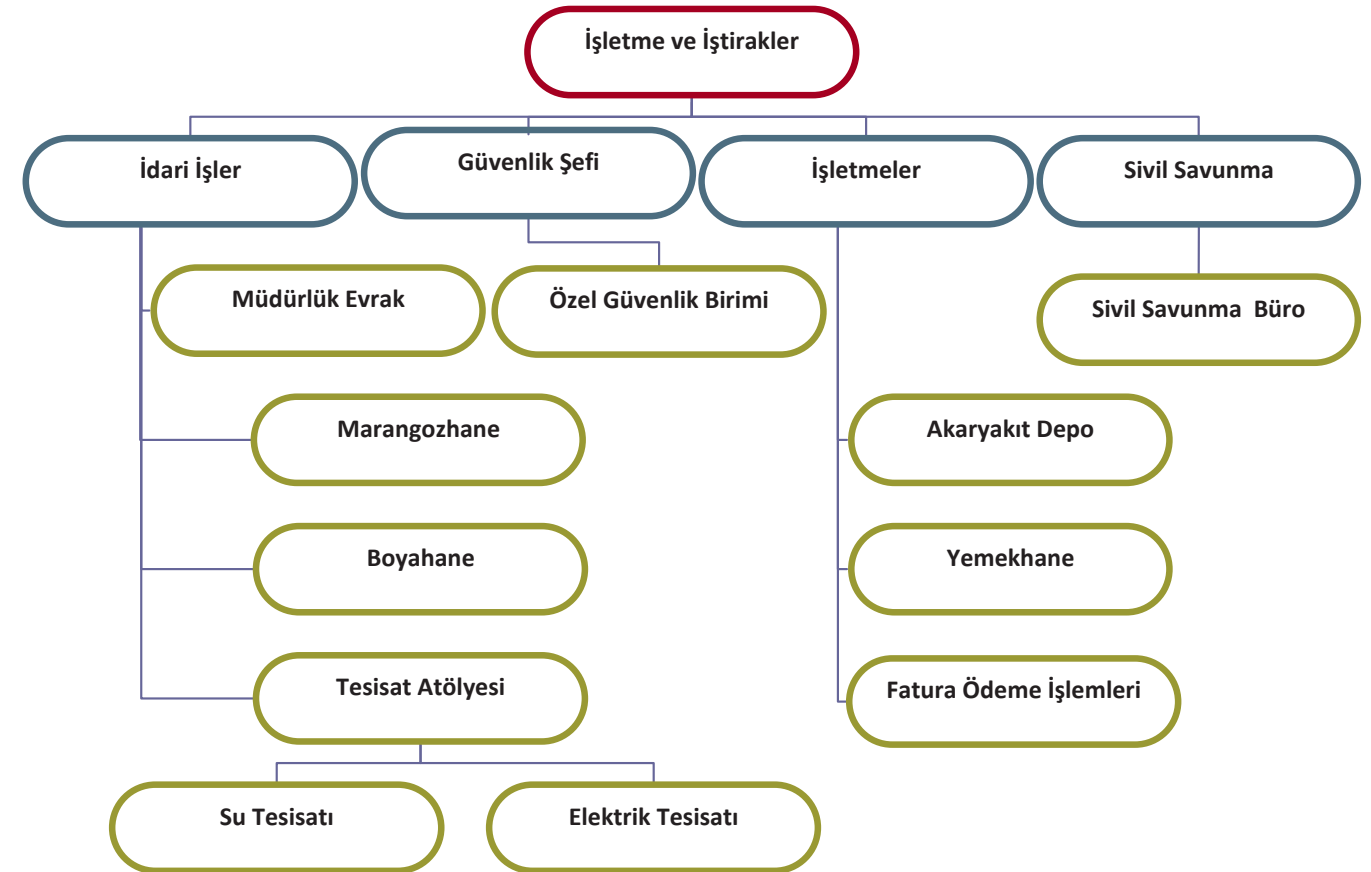 İşletme ve İştirakler
İdari İşler
Güvenlik Şefi
İşletmeler
Sivil Savunma
Müdürlük Evrak
Özel Güvenlik Birimi
Sivil Savunma  Büro
Marangozhane
Akaryakıt Depo
Boyahane
Yemekhane
Tesisat Atölyesi
Fatura Ödeme İşlemleri
Su Tesisatı
Elektrik Tesisatı